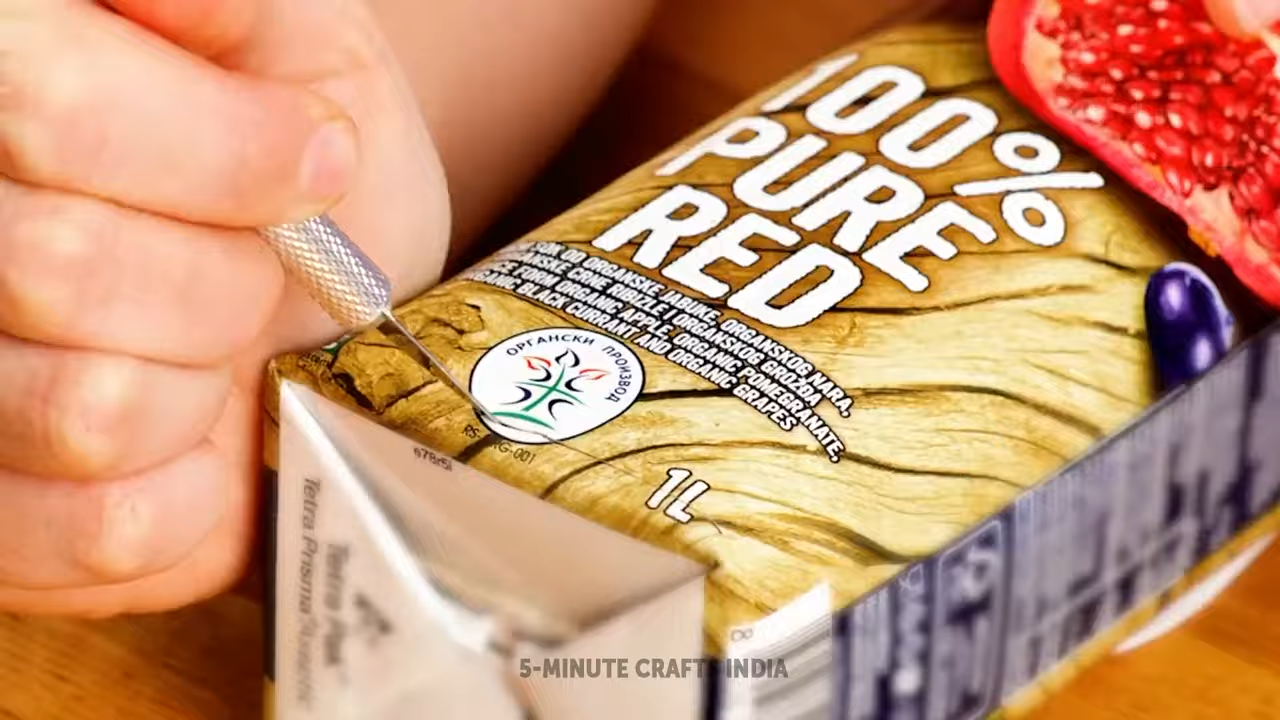 100%
PURE
RED
SOK OD ORGANSKE JABUKE, ORGANSKOG NARA,
ORGANSKE CRNE RIBIZLE I ORGANSKOG GROŽĐA
JUICE FORM ORGANIC APPLE, ORGANIC POMEGRANATE,
ORGANIC BLACK CURRANT AND ORGANIC GRAPES
ОРГАНСКИ ПРОИЗВОД
1L
Tetra Pak
Tetra Prisma
5-MINUTE CRAFTS INDIA